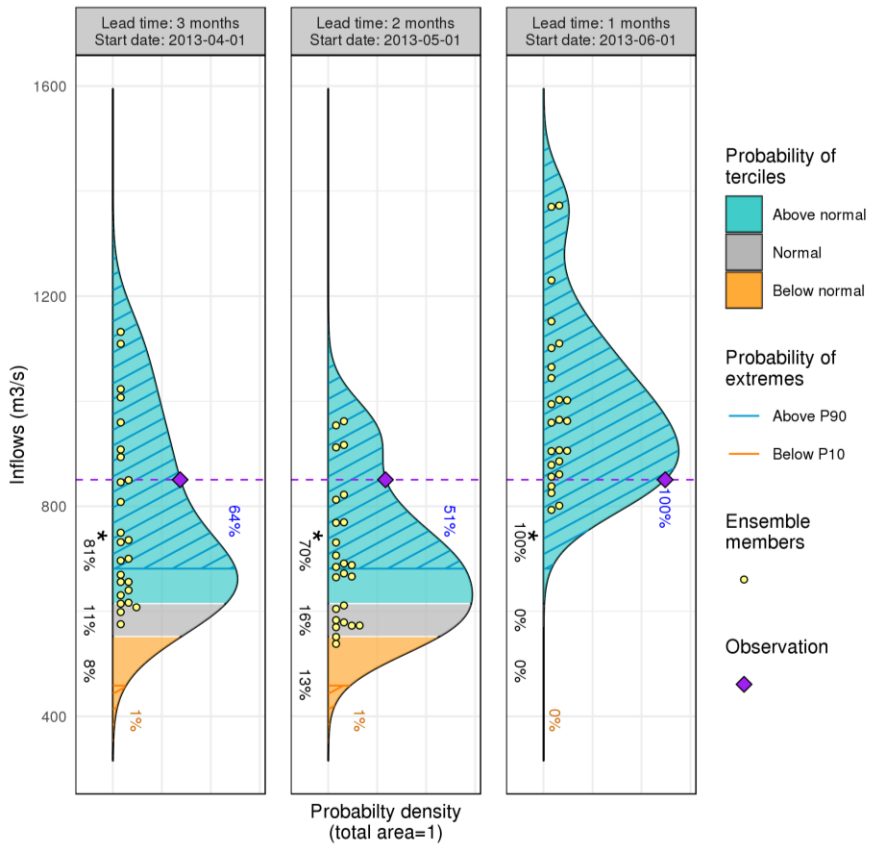 Lead time: 3 months
Start date: 2013-04-01
Lead time: 2 months
Start date: 2013-05-01
Lead time: 1 months
Start date: 2013-06-01
Inflows (m3/s)
1600
1200
800
400
64%
*
81%
11%
8%
1%
51%
*
70%
16%
13%
1%
100%
*
100%
0%
0%
0%
Probabilty density
(total area=1)
Probability of
terciles
Above normal
Normal
Below normal
Probability of
extremes
Above P90
Below P10
Ensemble
members
Observation